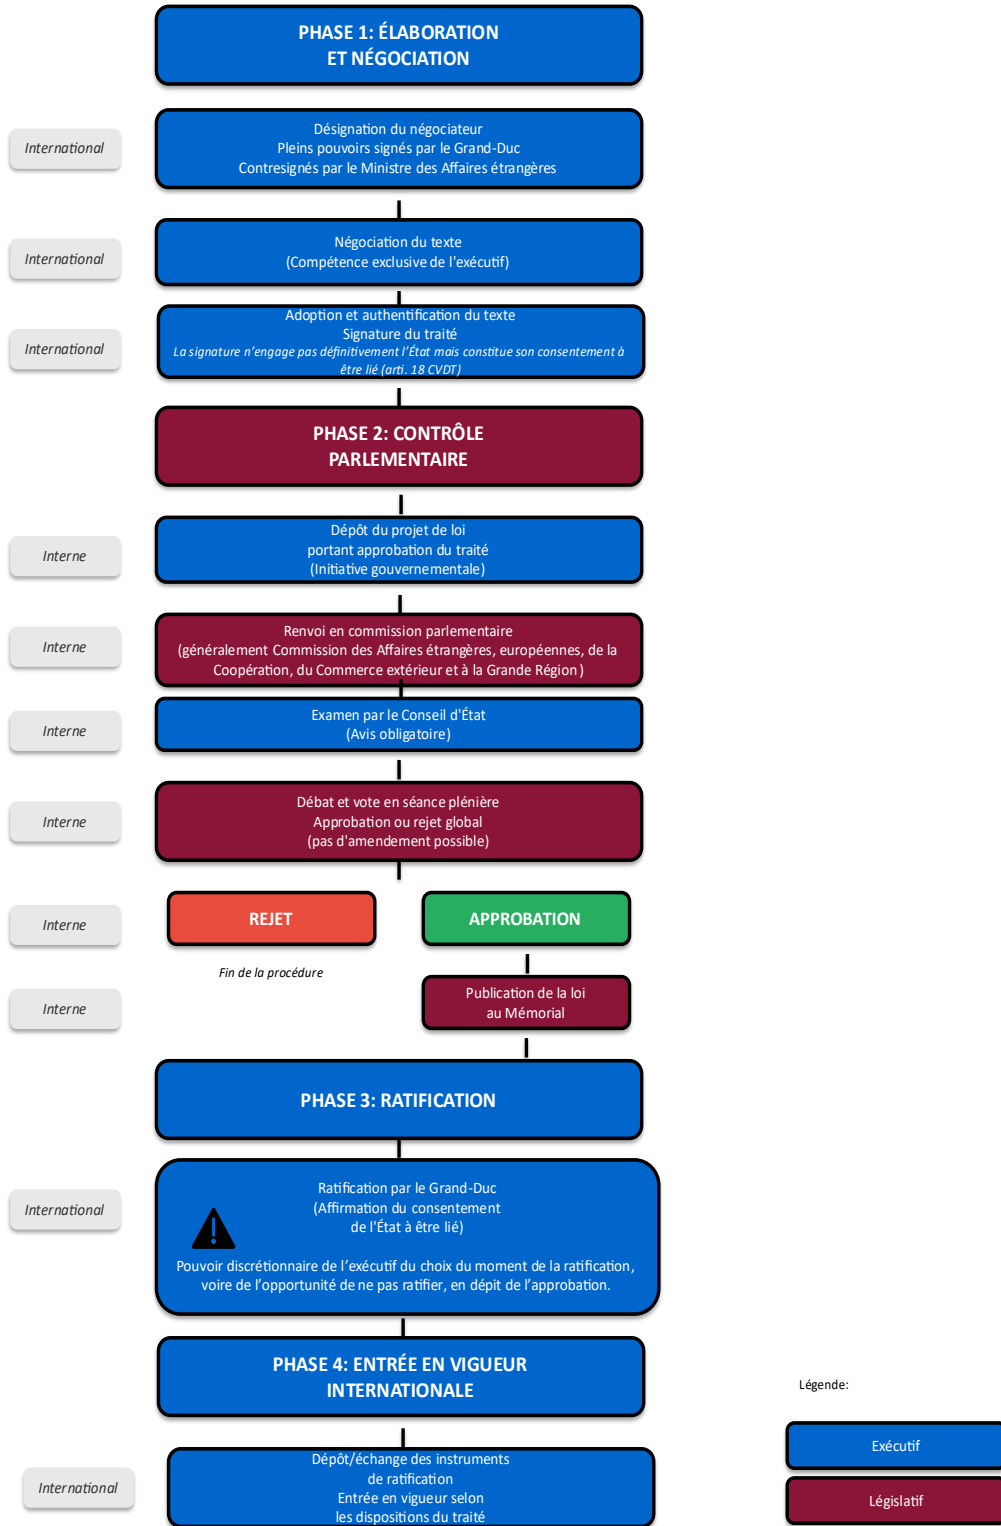 PHASE 1: ÉLABORATION
ET NÉGOCIATION
International
Désignation du négociateur
Pleins pouvoirs signés par le Grand-Duc
Contresignés par le Ministre des Affaires étrangères
International
Négociation du texte
(Compétence exclusive de l'exécutif)
International
Adoption et authentification du texte
Signature du traité
La signature n’engage pas définitivement l’État mais constitue son consentement à
être lié (arti. 18 CVDT)
PHASE 2: CONTRÔLE
PARLEMENTAIRE
Interne
Dépôt du projet de loi
portant approbation du traité
(Initiative gouvernementale)
Interne
Renvoi en commission parlementaire
(généralement Commission des Affaires étrangères, européennes, de la
Coopération, du Commerce extérieur et à la Grande Région)
Interne
Examen par le Conseil d'État
(Avis obligatoire)
Interne
Débat et vote en séance plénière
Approbation ou rejet global
(pas d'amendement possible)
Interne
REJET
APPROBATION
Fin de la procédure
Interne
Publication de la loi
au Mémorial
PHASE 3: RATIFICATION
International
Ratification par le Grand-Duc
(Affirmation du consentement
de l'État à être lié)
Pouvoir discrétionnaire de l’exécutif du choix du moment de la ratification,
voire de l’opportunité de ne pas ratifier, en dépit de l’approbation.
PHASE 4: ENTRÉE EN VIGUEUR
INTERNATIONALE
International
Dépôt/échange des instruments
de ratification
Entrée en vigueur selon
les dispositions du traité
Légende:
Exécutif
Législatif